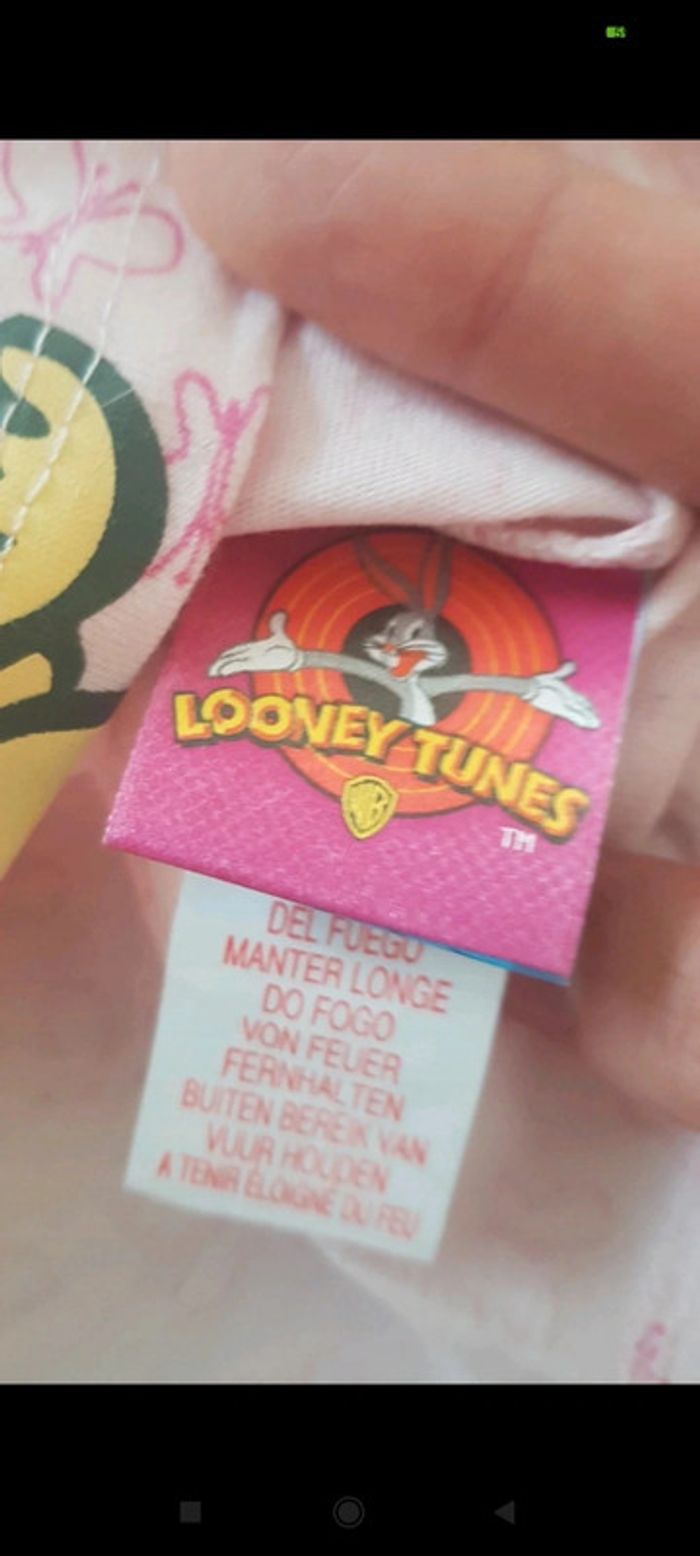 LOONEY TUNES
WB
TM
DEL FUEGO
MANTER LONGE
DO FOGO
VON FEUER
FERNHALTEN
BUITEN BEREIK VAN
VUUR HOUDEN
A TENIR ÉLOIGNÉ DU FEU